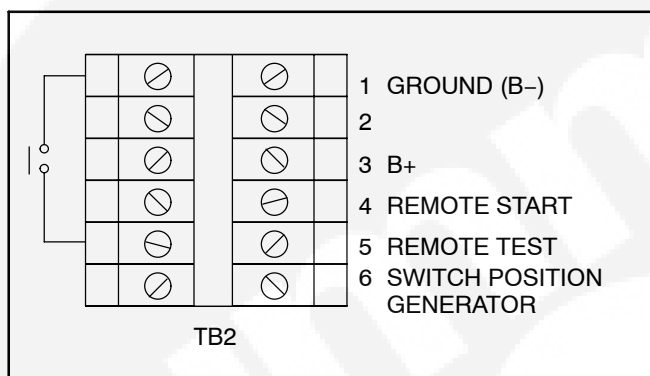 1 GROUND (B−)
2
3 B+
4 REMOTE START
5 REMOTE TEST
6 SWITCH POSITION
GENERATOR
TB2